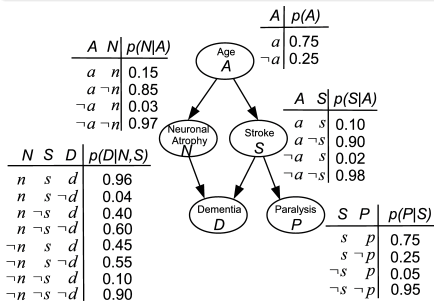 A p(A)
a 0.75
¬a 0.25
A N p(N|A)
a n 0.15
a ¬n 0.85
¬a n 0.03
¬a ¬n 0.97
Age
A
A S p(S|A)
a s 0.10
a ¬s 0.90
¬a s 0.02
¬a ¬s 0.98
Neuronal
Atrophy
N
Stroke
S
N S D p(D|N,S)
n s d 0.96
n s ¬d 0.04
n ¬s d 0.40
n ¬s ¬d 0.60
¬n s d 0.45
¬n s ¬d 0.55
¬n ¬s d 0.10
¬n ¬s ¬d 0.90
Dementia
D
Paralysis
P
S P p(P|S)
s p 0.75
s ¬p 0.25
¬s p 0.05
¬s ¬p 0.95